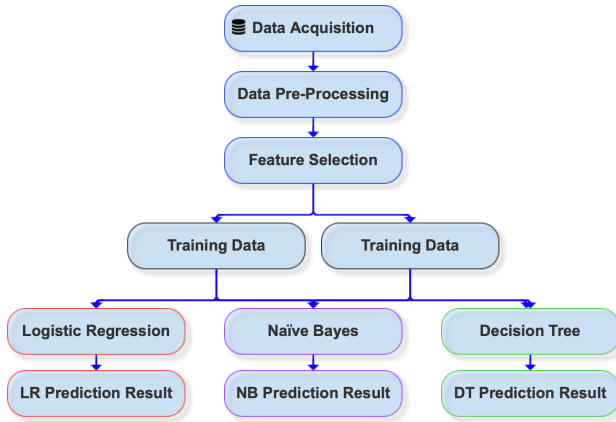 Data Acquisition
Data Pre-Processing
Feature Selection
Training Data
Training Data
Logistic Regression
Naïve Bayes
Decision Tree
LR Prediction Result
NB Prediction Result
DT Prediction Result